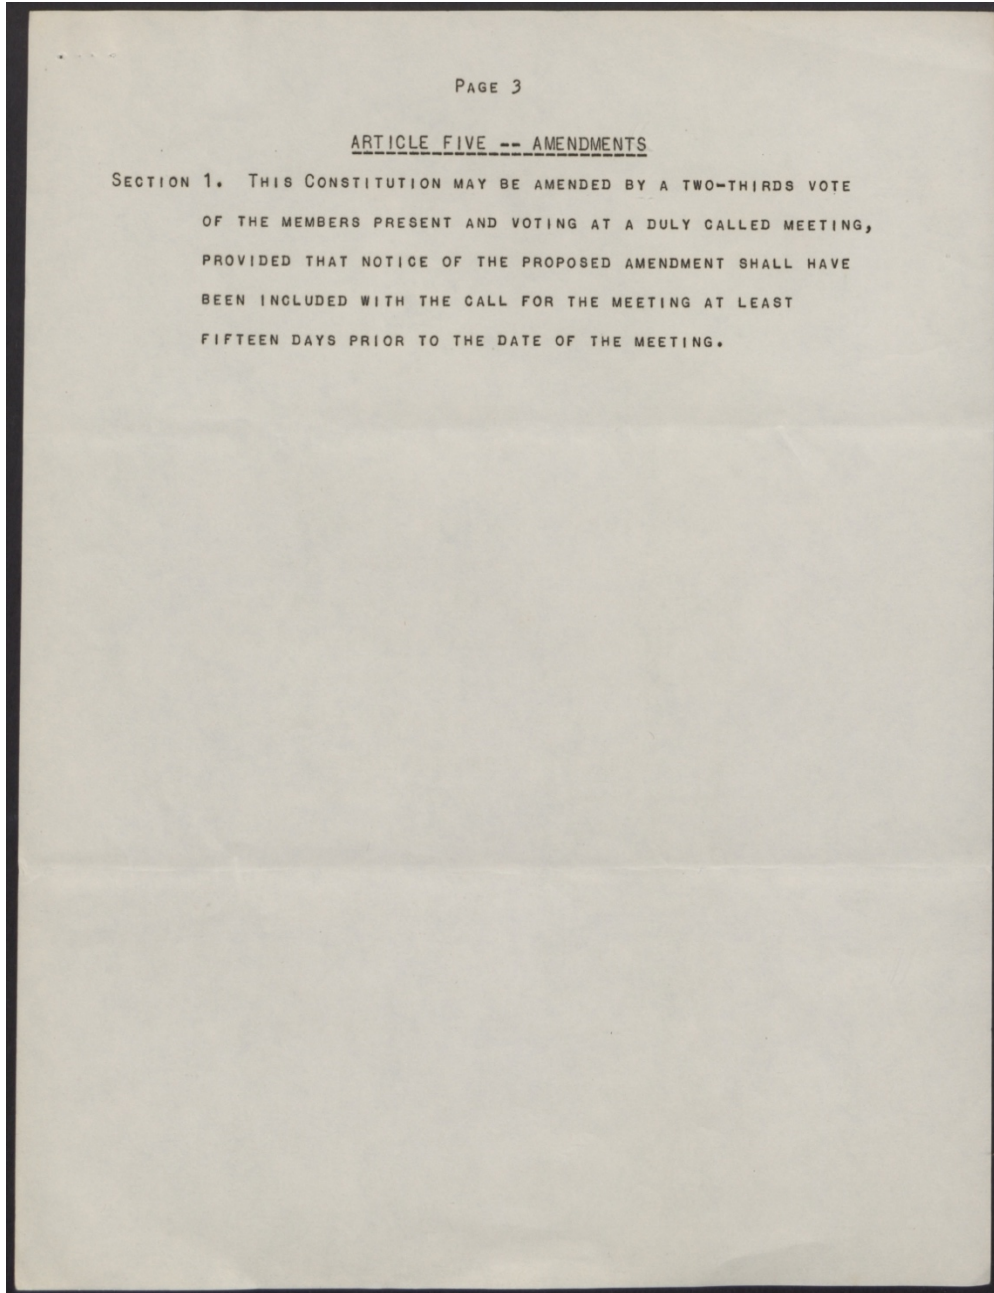 PAGE 3
ARTICLE FIVE -- AMENDMENTS
SECTION 1. THIS CONSTITUTION MAY BE AMENDED BY A TWO-THIRDS VOTE
OF THE MEMBERS PRESENT AND VOTING AT A DULY CALLED MEETING,
PROVIDED THAT NOTICE OF THE PROPOSED AMENDMENT SHALL HAVE
BEEN INCLUDED WITH THE CALL FOR THE MEETING AT LEAST
FIFTEEN DAYS PRIOR TO THE DATE OF THE MEETING.